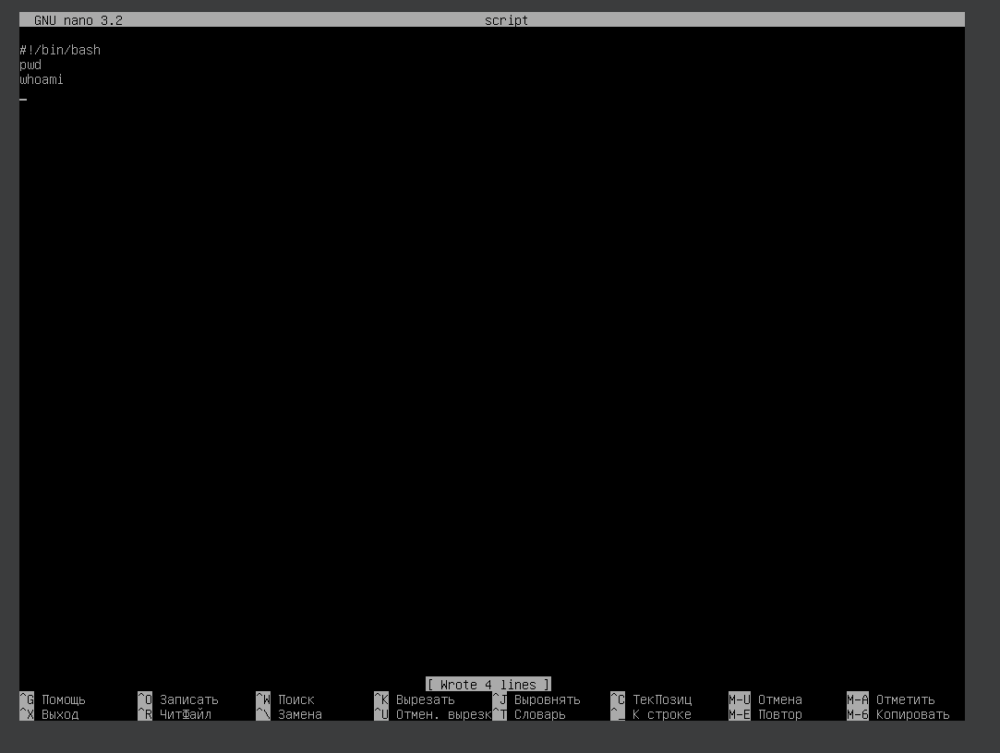 GNU nano 3.2 script
#!/bin/bash
pwd
whoami
[ Wrote 4 lines ]
^G Помощь ^O Записать ^W Поиск ^K Вырезать ^J Выровнять ^C ТекПозиц M-U Отмена M-A Отметить
^X Выход ^R ЧитФайл ^\ Замена ^U Отмен. вырезк ^T Словарь ^_ К строке M-E Повтор M-6 Копировать